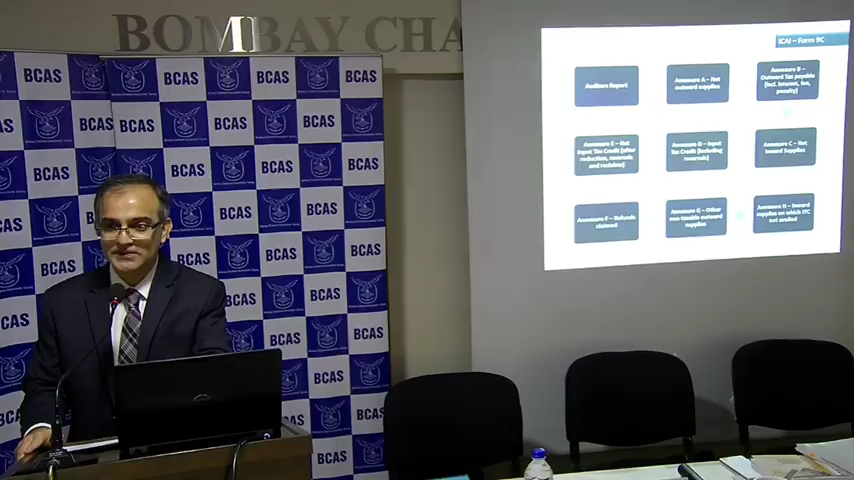 BOMBAY CHA
BCAS
ICAI – Form 9C
Auditors Report
Annexure A – Net
outward supplies
Annexure B –
Outward Tax payable
(incl. interest, fee,
penalty)
Annexure E – Net
Input Tax Credit (after
reduction, reversals
and reclaim)
Annexure D – Input
Tax Credit (including
reversals)
Annexure C – Net
Inward Supplies
Annexure F – Refunds
claimed
Annexure G – Other
non-taxable outward
supplies
Annexure H – Inward
supplies on which ITC
not availed